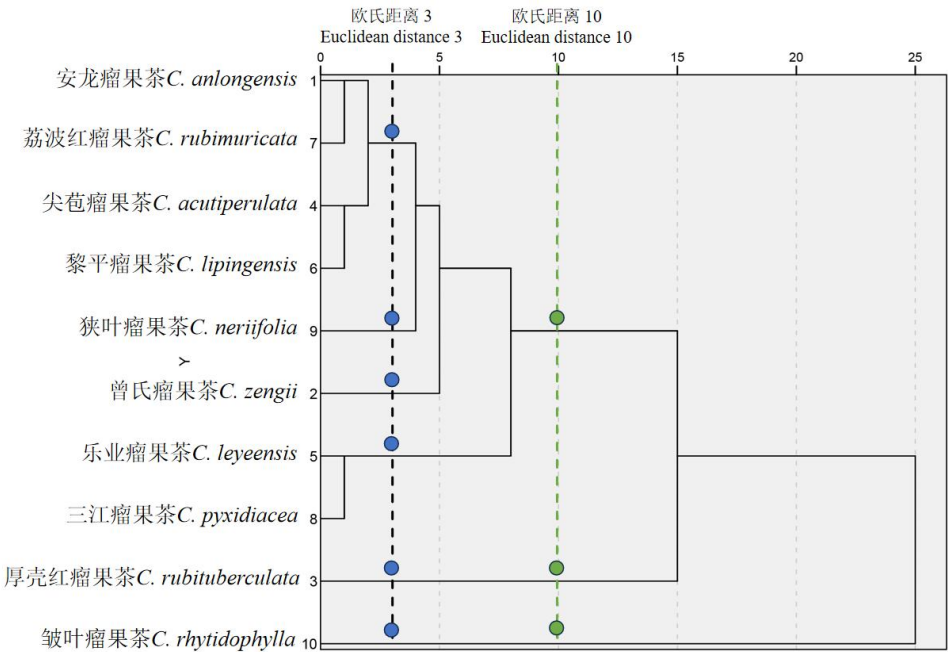 欧氏距离 3
Euclidean distance 3
欧氏距离 10
Euclidean distance 10
0 5 10 15 20 25
安龙瘤果茶C. anlongensis 1
荔波红瘤果茶C. rubimuricata 7
尖苞瘤果茶C. acutiperulata 4
黎平瘤果茶C. lipingensis 6
狭叶瘤果茶C. neriifolia 9
Y
曾氏瘤果茶C. zengii 2
乐业瘤果茶C. leyeensis 5
三江瘤果茶C. pyxidiacea 8
厚壳红瘤果茶C. rubituberculata 3
皱叶瘤果茶C. rhytidophylla 10